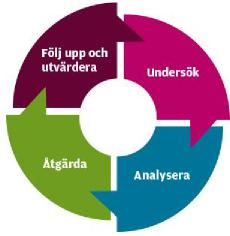 Följ upp och
utvärdera
Undersök
Åtgärda
Analysera